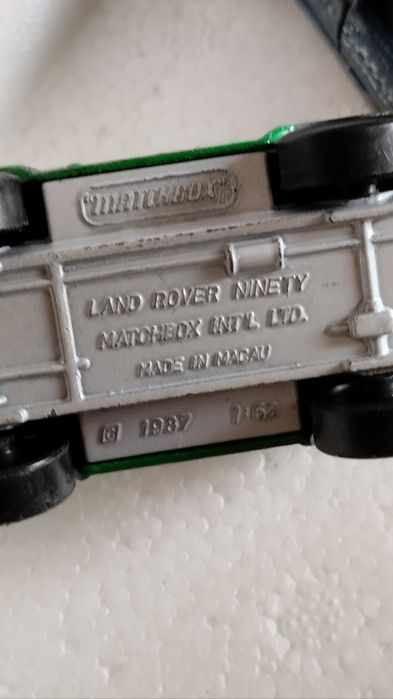 "MATCHBOX"®
LAND ROVER NINETY
MATCHBOX INT'L LTD.
MADE IN MACAU
© 1987 1:62